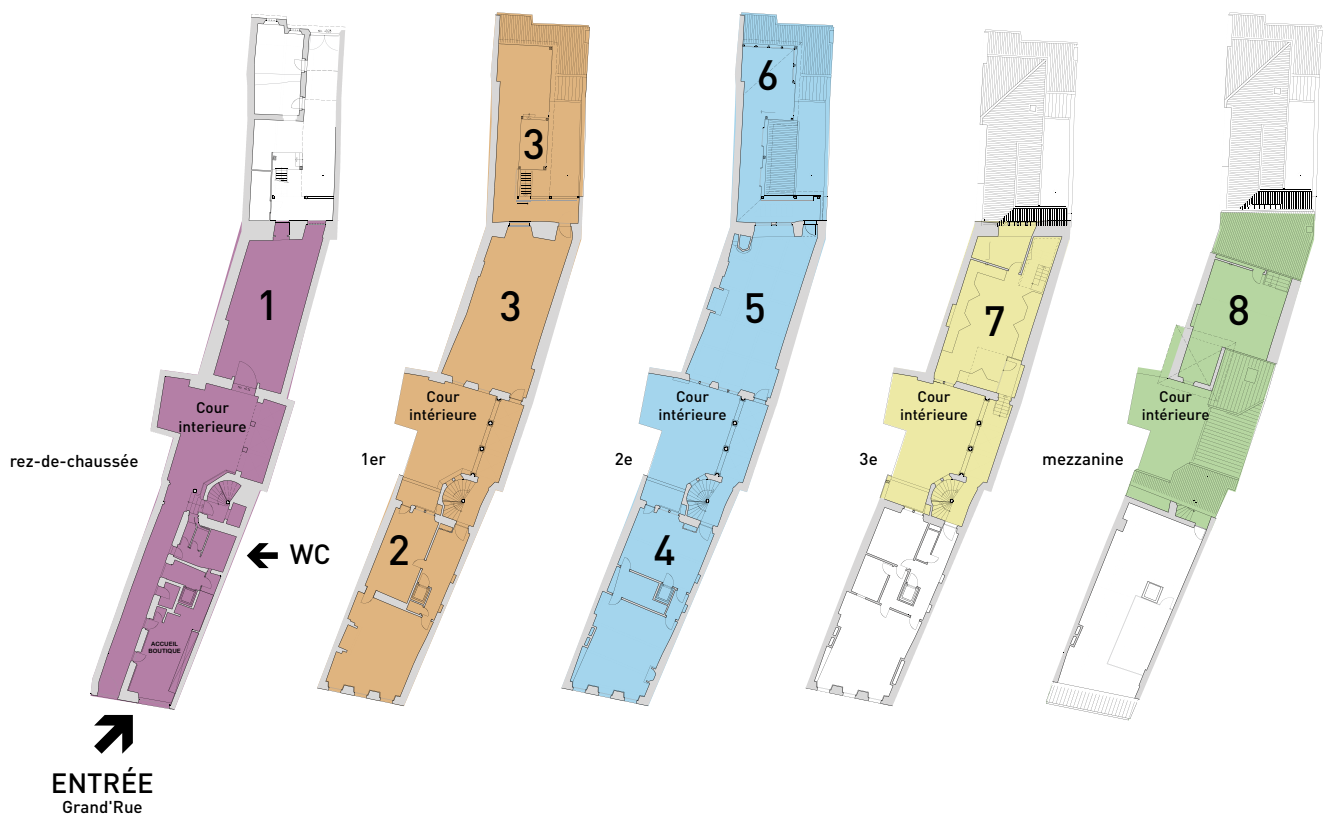 6
3
1
3
5
7
8
Cour
interieure
Cour
intérieure
Cour
intérieure
Cour
intérieure
Cour
intérieure
rez-de-chaussée
1er
2e
3e
mezzanine
2
4
WC
ACCUEIL
BOUTIQUE
ENTRÉE
Grand'Rue